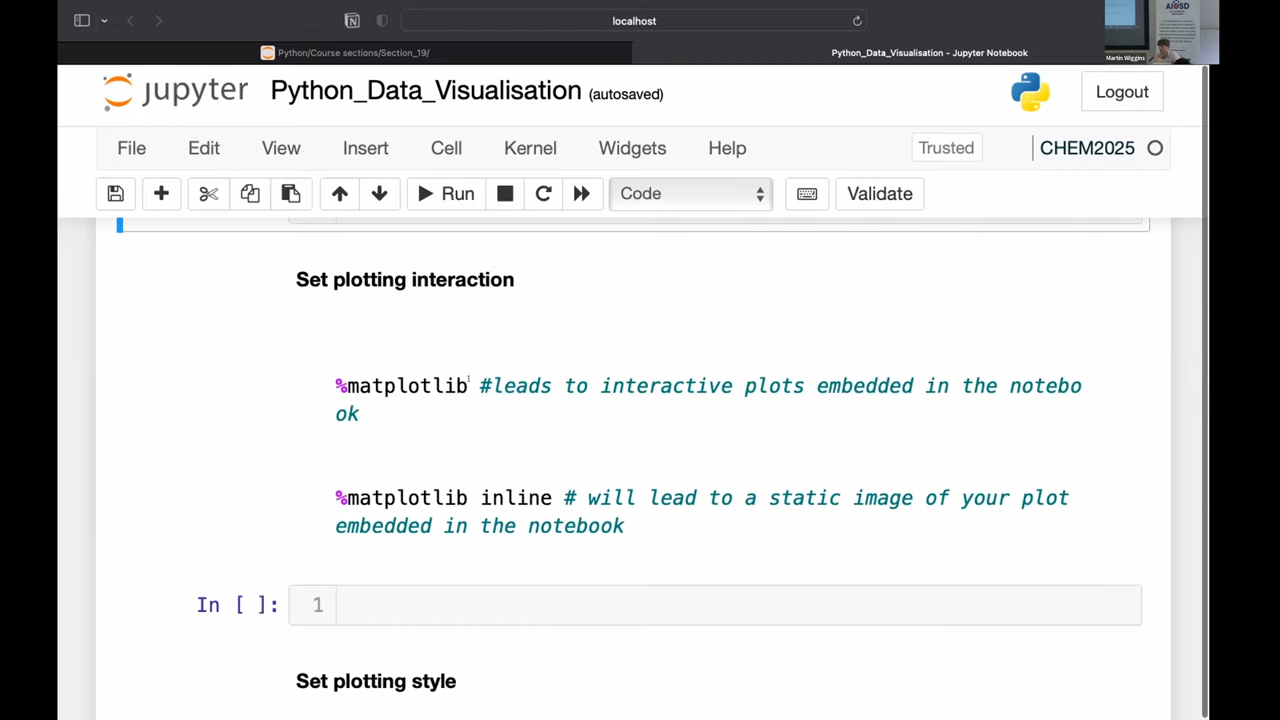 localhost
Python/Course sections/Section_19/
Python_Data_Visualisation - Jupyter Notebook
AI4SD
Martin Wiggins
jupyter Python_Data_Visualisation (autosaved)
Logout
File Edit View Insert Cell Kernel Widgets Help
Trusted
CHEM2025
Run
Code
Validate
Set plotting interaction
%matplotlib #leads to interactive plots embedded in the notebo
ok
%matplotlib inline # will lead to a static image of your plot
embedded in the notebook
In [ ]: 1
Set plotting style